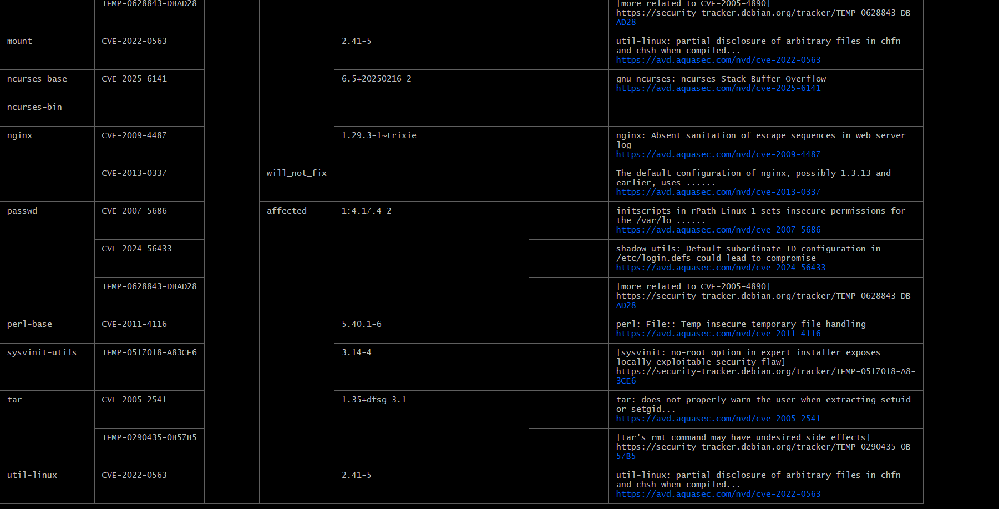 TEMP-0628843-DBAD28 [more related to CVE-2005-4890]
https://security-tracker.debian.org/tracker/TEMP-0628843-DB-
AD28
mount CVE-2022-0563 2.41-5 util-linux: partial disclosure of arbitrary files in chfn
and chsh when compiled...
https://avd.aquasec.com/nvd/cve-2022-0563
ncurses-base CVE-2025-6141 6.5+20250216-2 gnu-ncurses: ncurses Stack Buffer Overflow
https://avd.aquasec.com/nvd/cve-2025-6141
ncurses-bin
nginx CVE-2009-4487 1.29.3-1~trixie nginx: Absent sanitation of escape sequences in web server
log
https://avd.aquasec.com/nvd/cve-2009-4487
CVE-2013-0337 will_not_fix The default configuration of nginx, possibly 1.3.13 and
earlier, uses ......
https://avd.aquasec.com/nvd/cve-2013-0337
passwd CVE-2007-5686 affected 1:4.17.4-2 initscripts in rPath Linux 1 sets insecure permissions for
the /var/lo ......
https://avd.aquasec.com/nvd/cve-2007-5686
CVE-2024-56433 shadow-utils: Default subordinate ID configuration in
/etc/login.defs could lead to compromise
https://avd.aquasec.com/nvd/cve-2024-56433
TEMP-0628843-DBAD28 [more related to CVE-2005-4890]
https://security-tracker.debian.org/tracker/TEMP-0628843-DB-
AD28
perl-base CVE-2011-4116 5.40.1-6 perl: File:: Temp insecure temporary file handling
https://avd.aquasec.com/nvd/cve-2011-4116
sysvinit-utils TEMP-0517018-A83CE6 3.14-4 [sysvinit: no-root option in expert installer exposes
locally exploitable security flaw]
https://security-tracker.debian.org/tracker/TEMP-0517018-A8-
3CE6
tar CVE-2005-2541 1.35+dfsg-3.1 tar: does not properly warn the user when extracting setuid
or setgid...
https://avd.aquasec.com/nvd/cve-2005-2541
TEMP-0290435-0B57B5 [tar's rmt command may have undesired side effects]
https://security-tracker.debian.org/tracker/TEMP-0290435-0B-
57B5
util-linux CVE-2022-0563 2.41-5 util-linux: partial disclosure of arbitrary files in chfn
and chsh when compiled...
https://avd.aquasec.com/nvd/cve-2022-0563